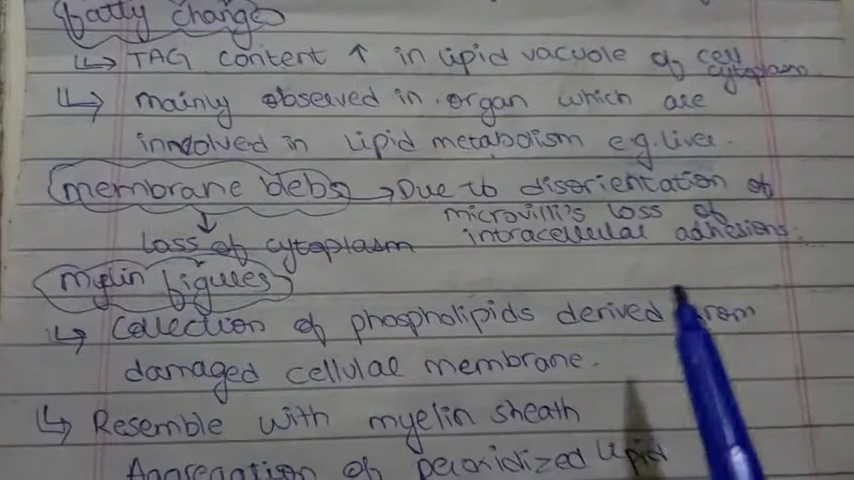 fatty change
↳ TAG content ↑ in lipid vacuole of cell cytoplasm
↳ mainly observed in organ which are
innvolved in lipid metabolism e.g. liver.
membrane blebs → Due to disorientation of
microvilli's loss of
↓ loss of cytoplasm intracellular adhesions.
mylin figures
↳ collection of phospholipids derived from
damaged cellular membrane.
↳ Resemble with myelin sheath
Aggregation of peroxidized lipid